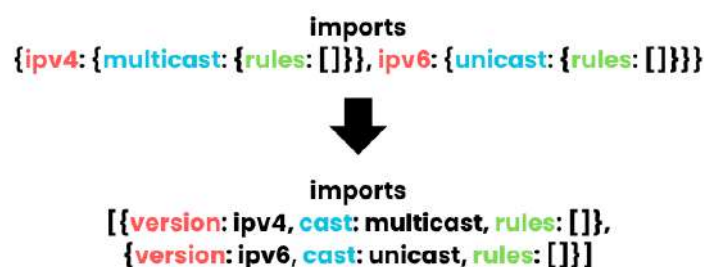 imports
{ipv4: {multicast: {rules: []}}, ipv6: {unicast: {rules: []}}}
imports
[{version: ipv4, cast: multicast, rules: []},
{version: ipv6, cast: unicast, rules: []}]